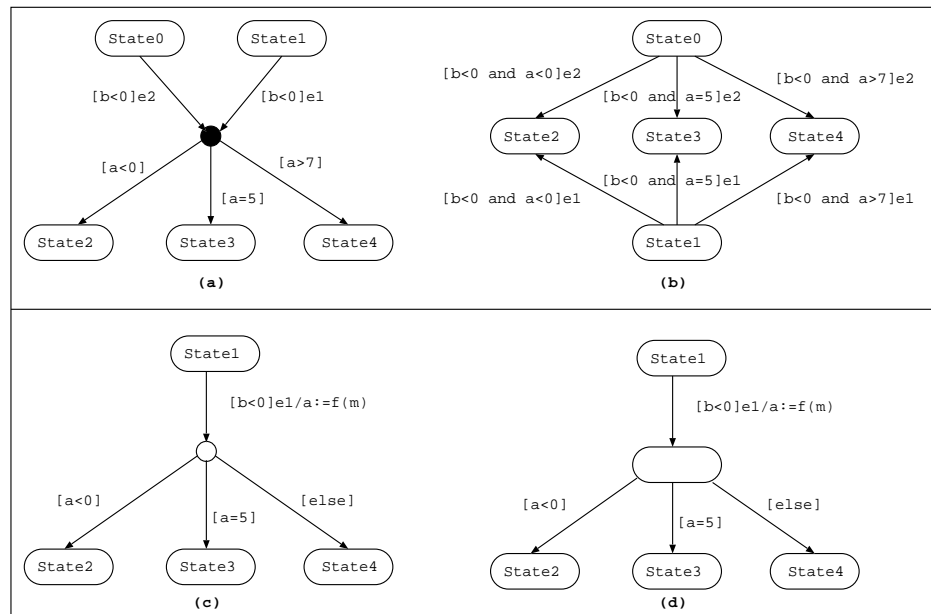 State0
State1
[b<0]e2
[b<0]e1
[a<0]
[a=5]
[a>7]
State2
State3
State4
(a)
State0
[b<0 and a<0]e2
[b<0 and a=5]e2
[b<0 and a>7]e2
State2
State3
State4
[b<0 and a<0]e1
[b<0 and a=5]e1
[b<0 and a>7]e1
State1
(b)
State1
[b<0]e1/a:=f(m)
[a<0]
[a=5]
[else]
State2
State3
State4
(c)
State1
[b<0]e1/a:=f(m)
[a<0]
[a=5]
[else]
State2
State3
State4
(d)